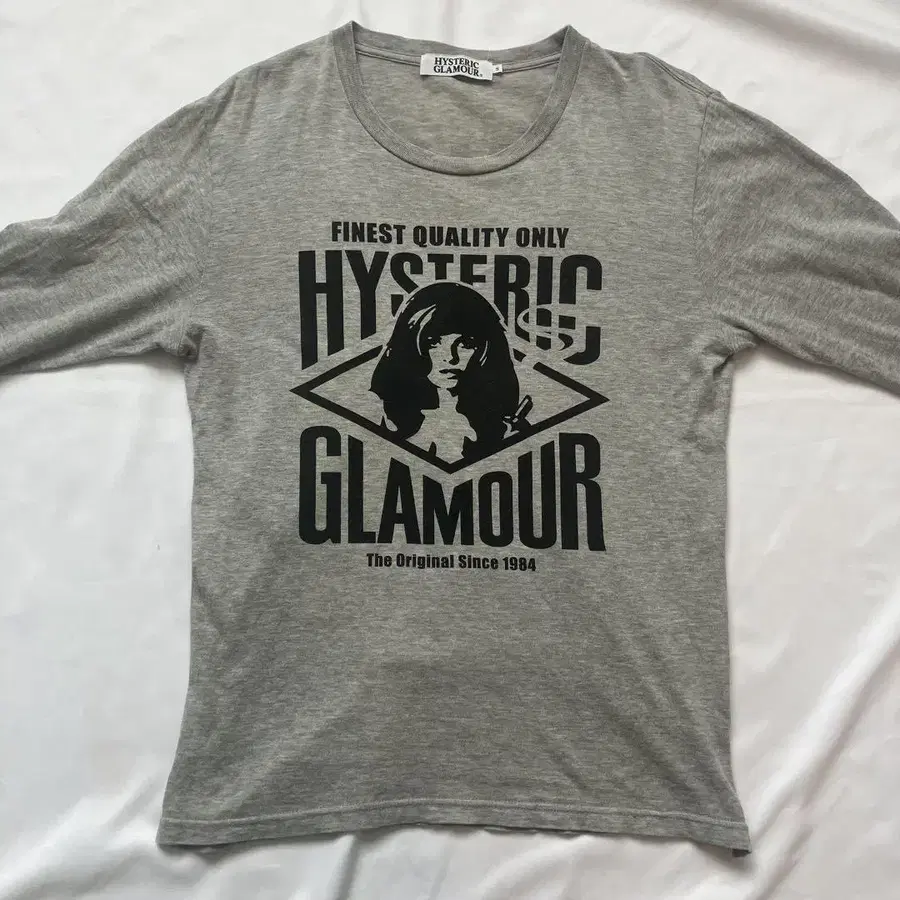 HYSTERIC
GLAMOUR
FINEST QUALITY ONLY
HYSTERIC
GLAMOUR
The Original Since 1984